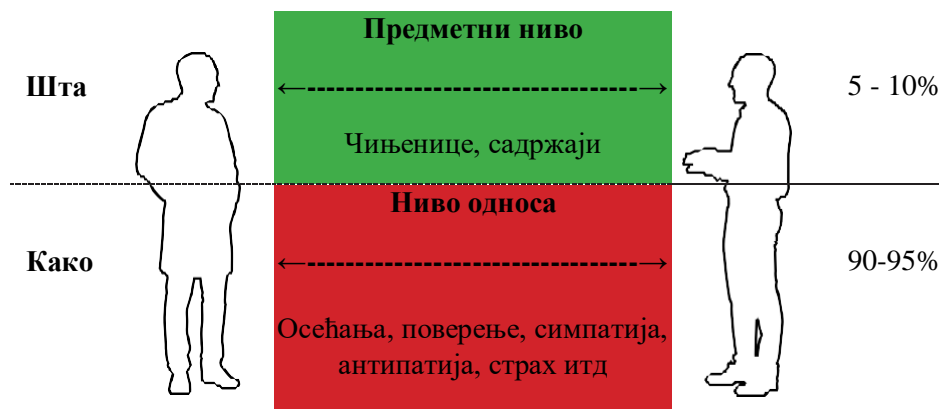 Предметни ниво
Шта
5 - 10%
Чињенице, садржаји
Ниво односа
Како
90-95%
Осећања, поверење, симпатија,
антипатија, страх итд